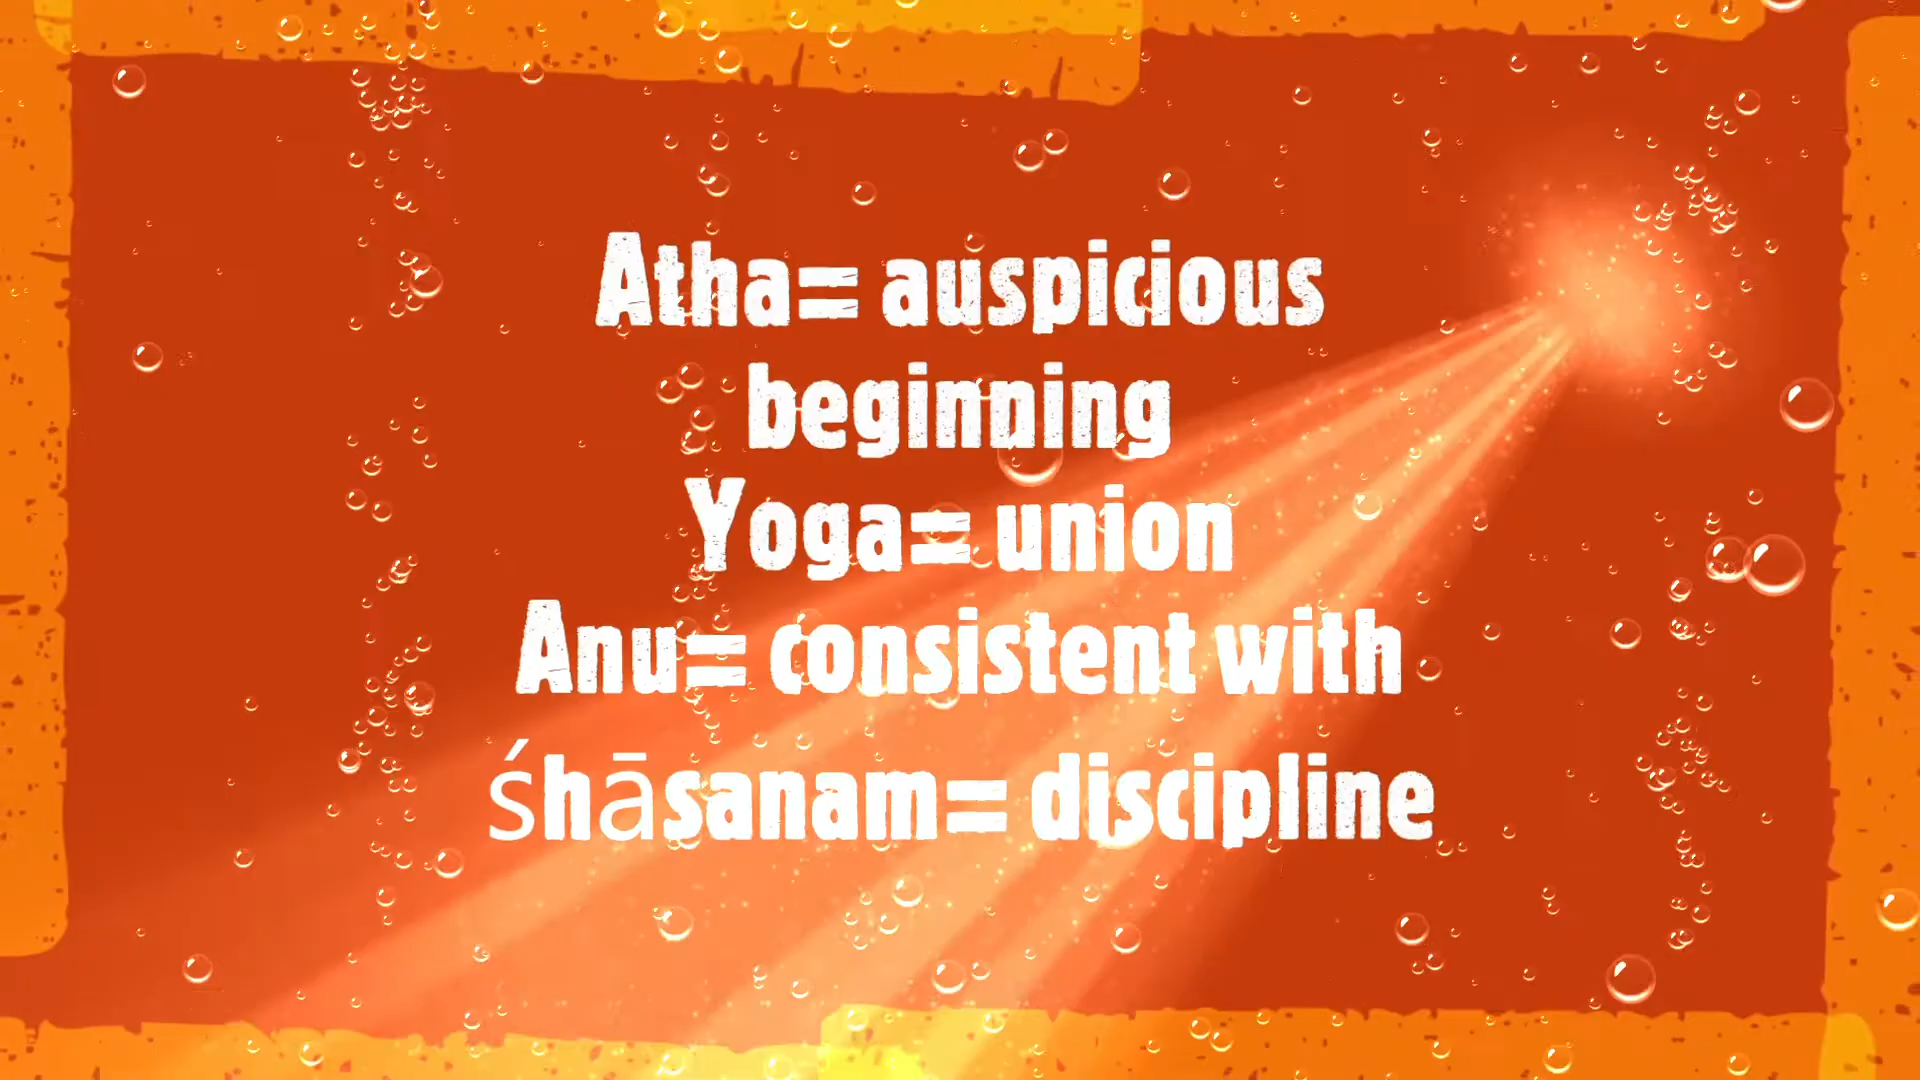 Atha= auspicious
beginning
Yoga= union
Anu= consistent with
śhāsanam= discipline